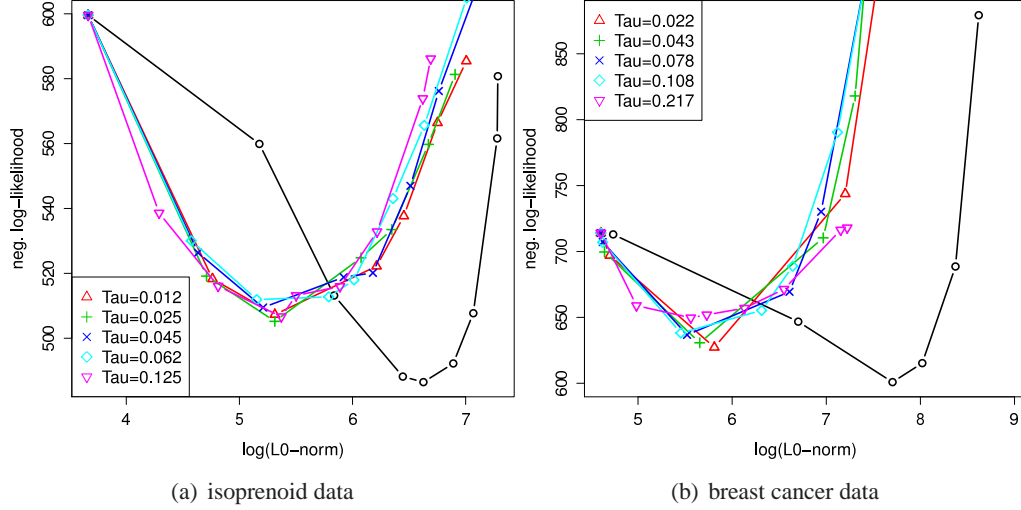 600
580
560
540
520
500
neg. log−likelihood
Tau=0.012
Tau=0.025
Tau=0.045
Tau=0.062
Tau=0.125
4
5
6
7
log(L0−norm)
(a) isoprenoid data
850
800
750
700
650
600
neg. log−likelihood
Tau=0.022
Tau=0.043
Tau=0.078
Tau=0.108
Tau=0.217
5
6
7
8
9
log(L0−norm)
(b) breast cancer data